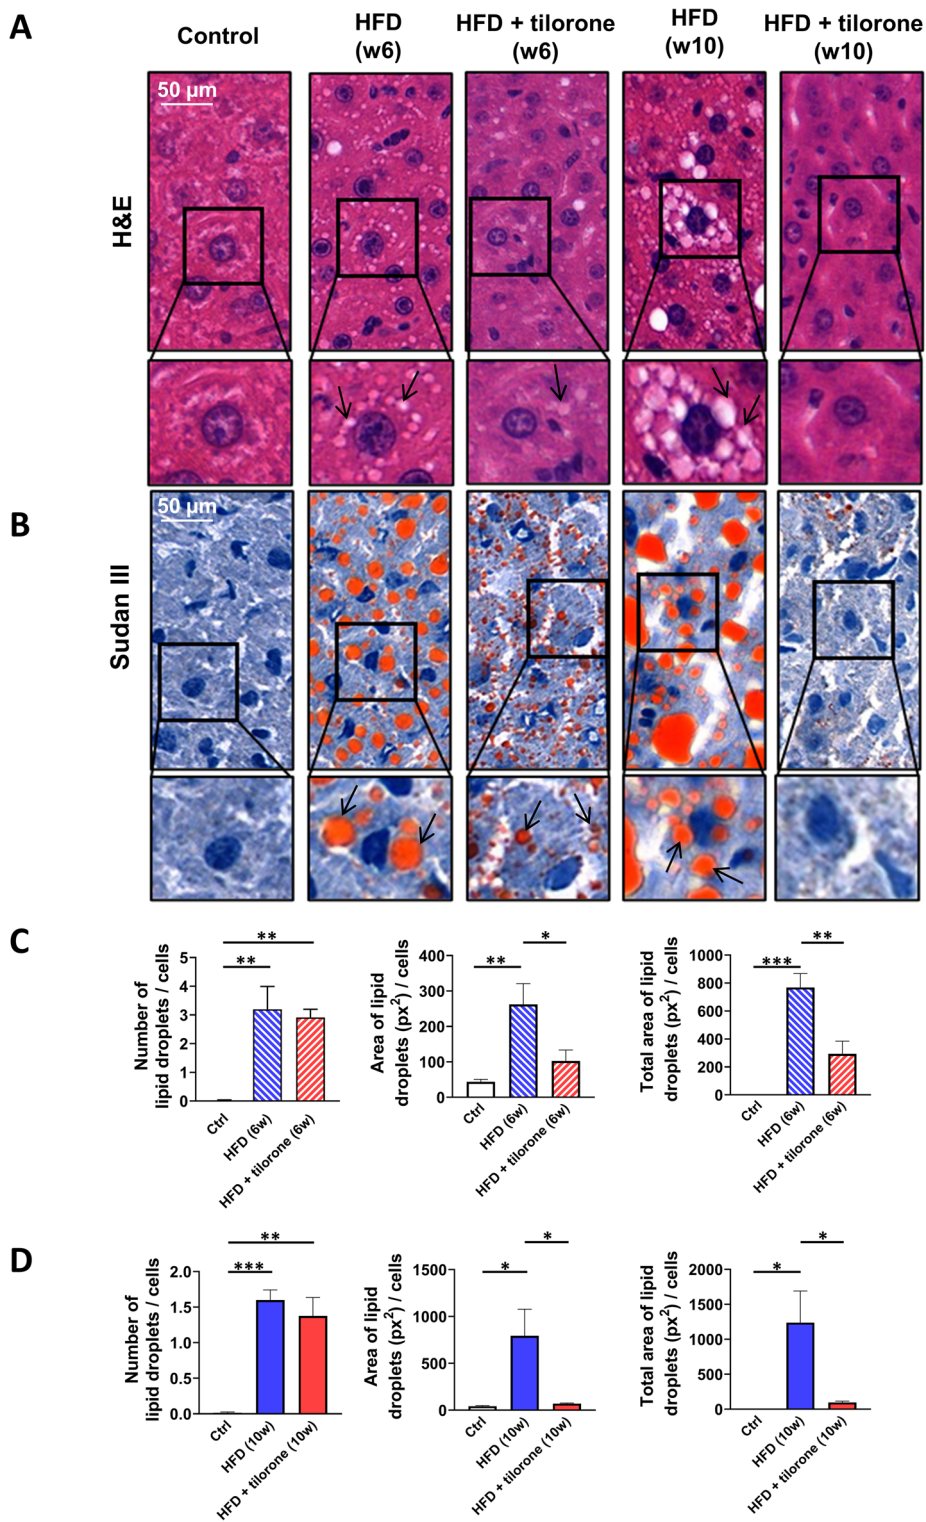 A
Control
HFD
(w6)
HFD + tilorone
(w6)
HFD
(w10)
HFD + tilorone
(w10)
H&E
50 µm
B
Sudan III
50 µm
C
Number of
lipid droplets / cells
5
4
3
2
1
0
**
**
Ctrl
HFD (6w)
HFD + tilorone (6w)
Area of lipid
droplets (px²) / cells
400
300
200
100
0
**
*
Ctrl
HFD (6w)
HFD + tilorone (6w)
Total area of lipid
droplets (px²) / cells
1000
800
600
400
200
0
***
**
Ctrl
HFD (6w)
HFD + tilorone (6w)
D
Number of
lipid droplets / cells
2.0
1.5
1.0
0.5
0.0
**
***
Ctrl
HFD (10w)
HFD + tilorone (10w)
Area of lipid
droplets (px²) / cells
1500
1000
500
0
*
*
Ctrl
HFD (10w)
HFD + tilorone (10w)
Total area of lipid
droplets (px²) / cells
2000
1500
1000
500
0
*
*
Ctrl
HFD (10w)
HFD + tilorone (10w)